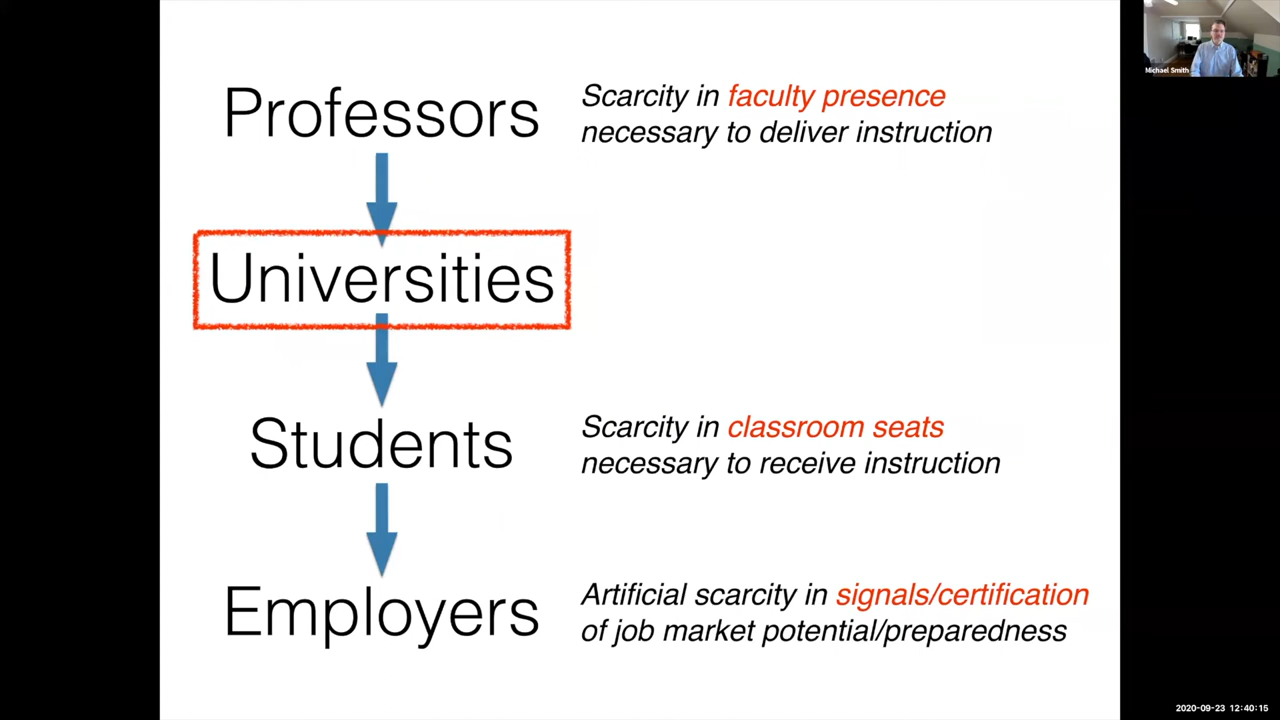 Michael Smith
Professors
Scarcity in faculty presence
necessary to deliver instruction
Universities
Students
Scarcity in classroom seats
necessary to receive instruction
Employers
Artificial scarcity in signals/certification
of job market potential/preparedness
2020-09-23 12:40:15